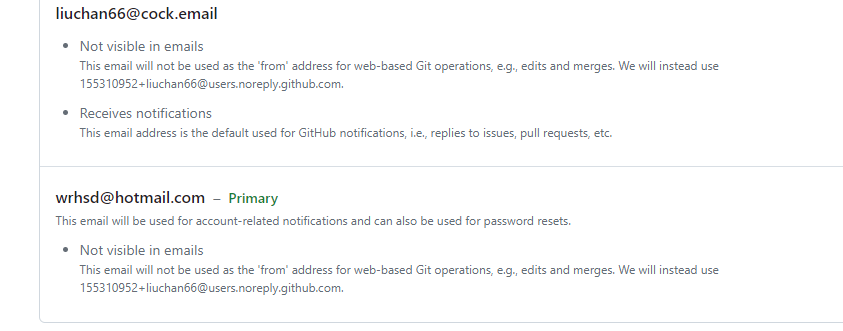 liuchan66@cock.email
• Not visible in emails
This email will not be used as the 'from' address for web-based Git operations, e.g., edits and merges. We will instead use
155310952+liuchan66@users.noreply.github.com.
• Receives notifications
This email address is the default used for GitHub notifications, i.e., replies to issues, pull requests, etc.
wrhsd@hotmail.com – Primary
This email will be used for account-related notifications and can also be used for password resets.
• Not visible in emails
This email will not be used as the 'from' address for web-based Git operations, e.g., edits and merges. We will instead use
155310952+liuchan66@users.noreply.github.com.